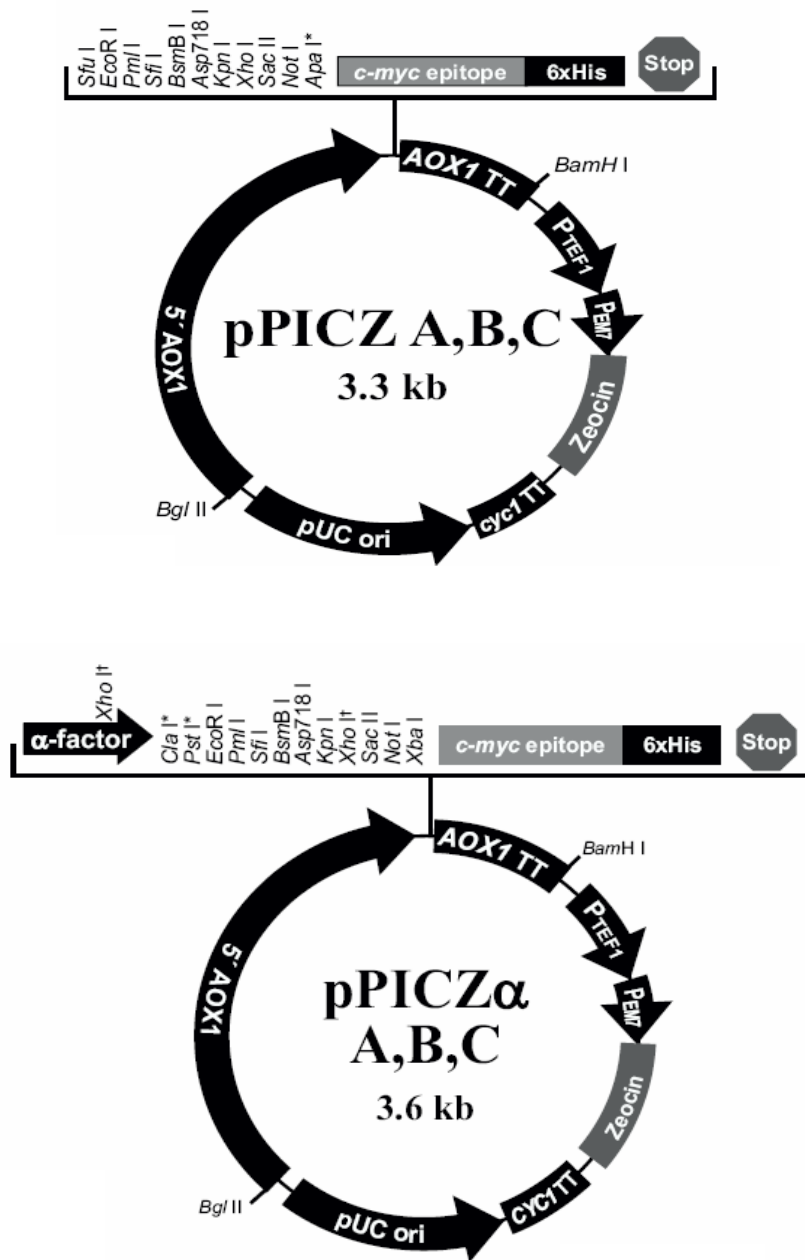 Sfu I
EcoR I
Pml I
Sfi I
BsmB I
Asp718 I
Kpn I
Xho I
Sac II
Not I
Apa I*
c-myc epitope
6xHis
Stop
AOX1 TT
BamH I
PTEF1
PEM7
Zeocin
cyc1 TT
pUC ori
Bgl II
5´ AOX1
pPICZ A,B,C
3.3 kb
α-factor
Xho I†
Cla I*
Pst I*
EcoR I
Pml I
Sfi I
BsmB I
Asp718 I
Kpn I
Xho I†
Sac II
Not I
Xba I
c-myc epitope
6xHis
Stop
AOX1 TT
BamH I
PTEF1
PEM7
Zeocin
CYC1 TT
pUC ori
Bgl II
5´ AOX1
pPICZα
A,B,C
3.6 kb